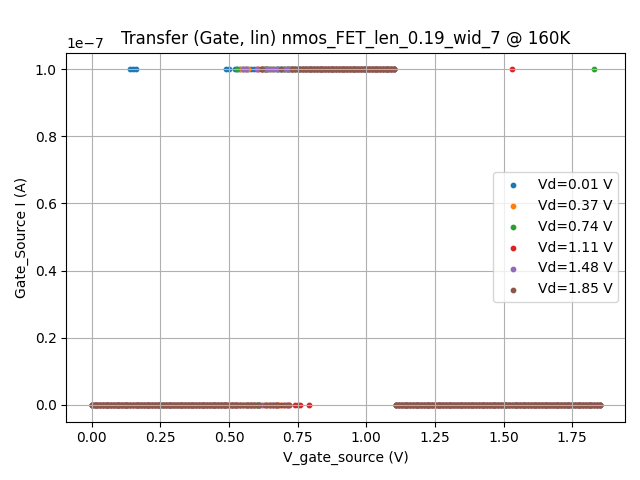 Transfer (Gate, lin) nmos_FET_len_0.19_wid_7 @ 160K
1e−7
1.0
0.8
0.6
0.4
0.2
0.0
Gate_Source I (A)
Vd=0.01 V
Vd=0.37 V
Vd=0.74 V
Vd=1.11 V
Vd=1.48 V
Vd=1.85 V
0.00 0.25 0.50 0.75 1.00 1.25 1.50 1.75
V_gate_source (V)